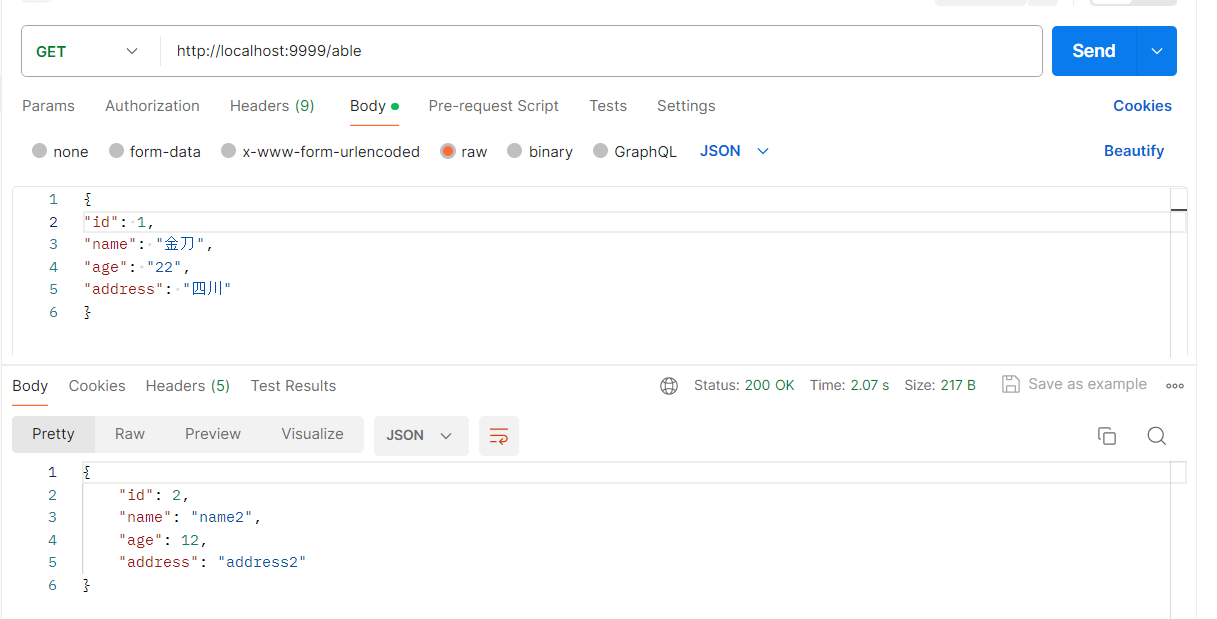 GET http://localhost:9999/able Send
Params Authorization Headers (9) Body Pre-request Script Tests Settings Cookies
none form-data x-www-form-urlencoded raw binary GraphQL JSON Beautify
1 {
2 "id": 1,
3 "name": "金刀",
4 "age": "22",
5 "address": "四川"
6 }
Body Cookies Headers (5) Test Results Status: 200 OK Time: 2.07 s Size: 217 B Save as example
Pretty Raw Preview Visualize JSON
1 {
2 "id": 2,
3 "name": "name2",
4 "age": 12,
5 "address": "address2"
6 }